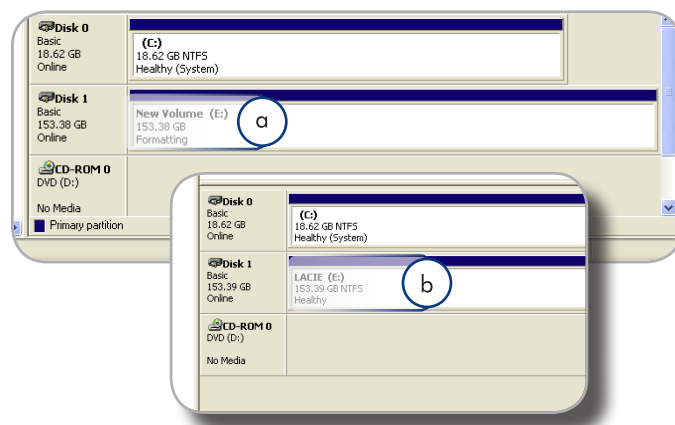 Disk 0
Basic
18.62 GB
Online
(C:)
18.62 GB NTFS
Healthy (System)
Disk 1
Basic
153.38 GB
Online
New Volume (E:)
153.38 GB
Formatting
a
CD-ROM 0
DVD (D:)
No Media
Primary partition
Disk 0
Basic
18.62 GB
Online
(C:)
18.62 GB NTFS
Healthy (System)
Disk 1
Basic
153.39 GB
Online
LACIE (E:)
153.39 GB NTFS
Healthy
b
CD-ROM 0
DVD (D:)
No Media